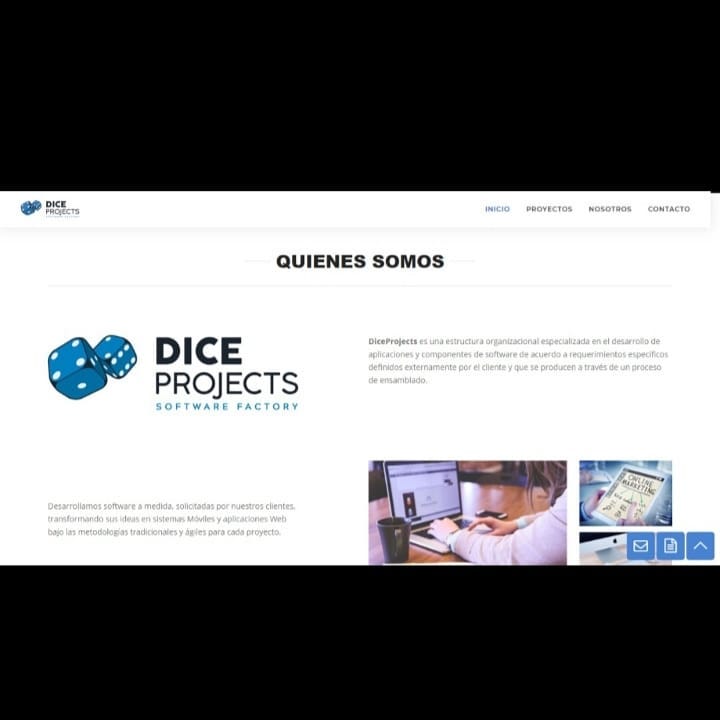 DICE
PROJECTS
INICIO PROYECTOS NOSOTROS CONTACTO
QUIENES SOMOS
DICE
PROJECTS
SOFTWARE FACTORY
DiceProjects es una estructura organizacional especializada en el desarrollo de
aplicaciones y componentes de software de acuerdo a requerimientos especificos
definidos externamente por el cliente y que se producen a través de un proceso
de ensamblado.
Desarrollamos software a medida, solicitadas por nuestros clientes,
transformando sus ideas en sistemas Móviles y aplicaciones Web
bajo las metodologías tradicionales y ágiles para cada proyecto.
ONLINE
MARKETING